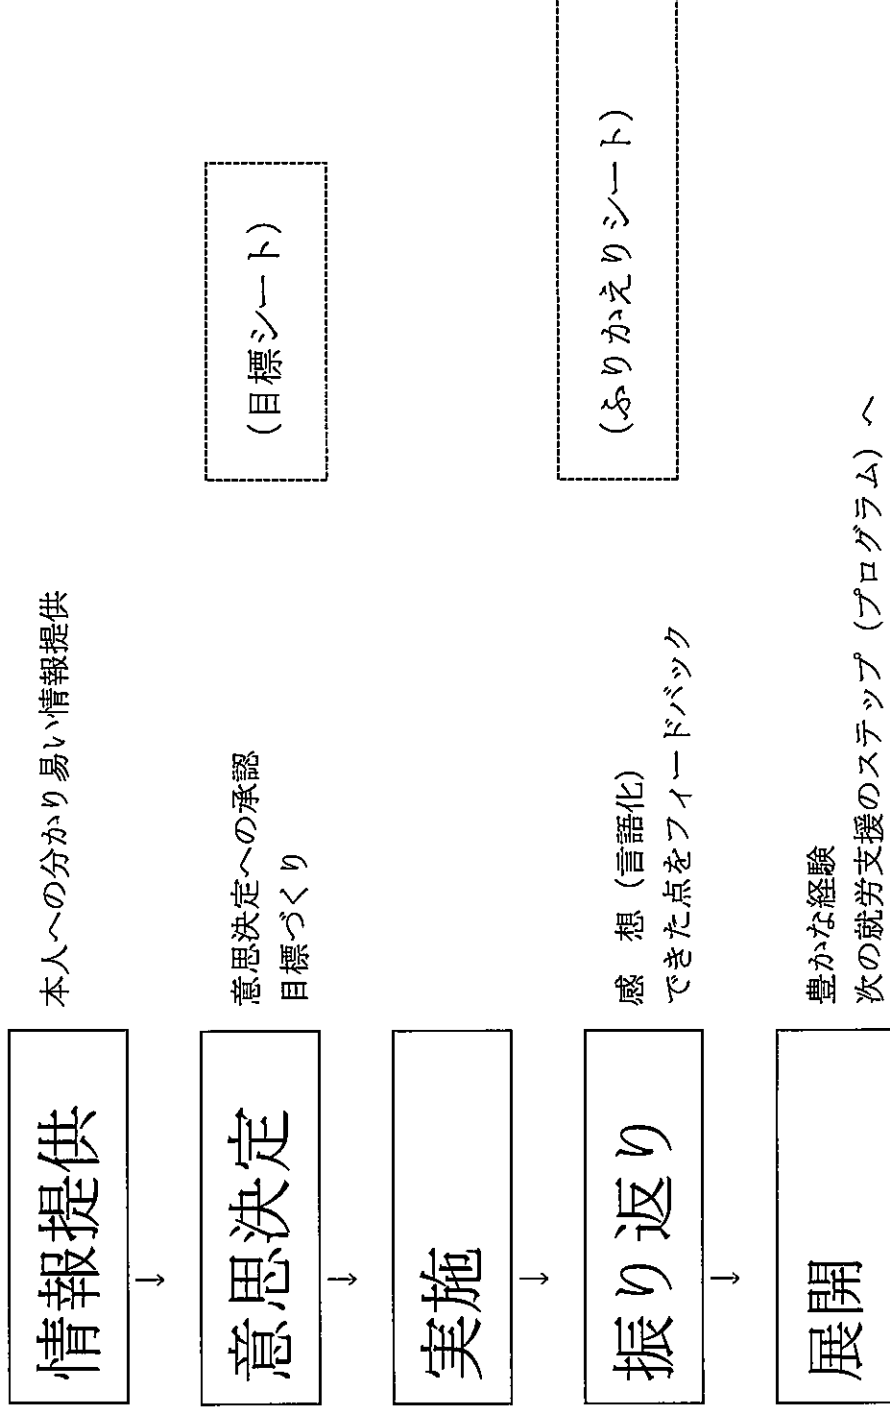 情報提供
本人への分かり易い情報提供
↓
意思決定
意思決定への承認
目標づくり
(目標シート)
↓
実施
↓
振り返り
感 想 (言語化)
できた点をフィードバック
(ふりかえりシート)
↓
展開
豊かな経験
次の就労支援のステップ (プログラム) へ